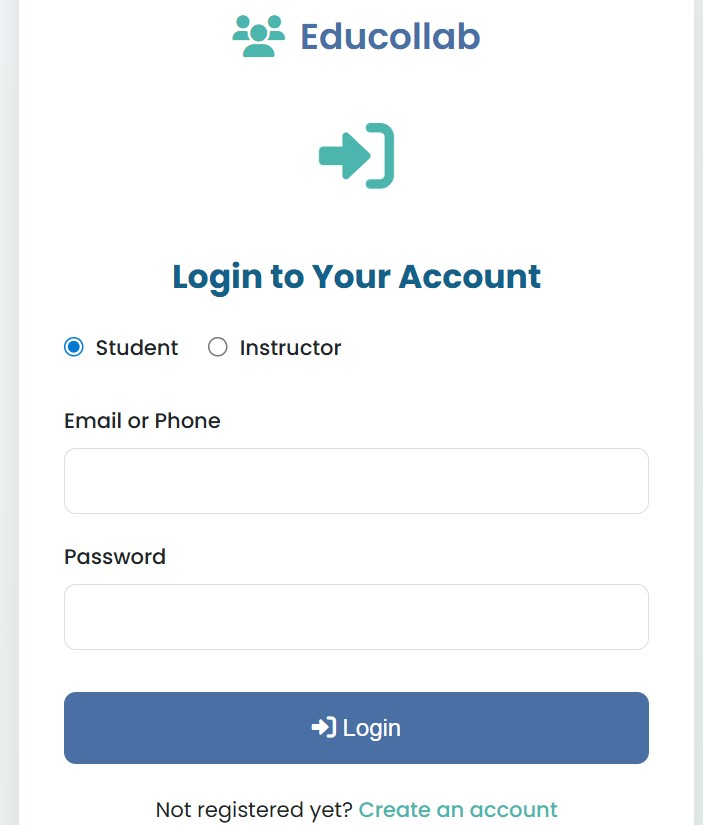 Educollab
Login to Your Account
Student Instructor
Email or Phone
Password
Login
Not registered yet? Create an account